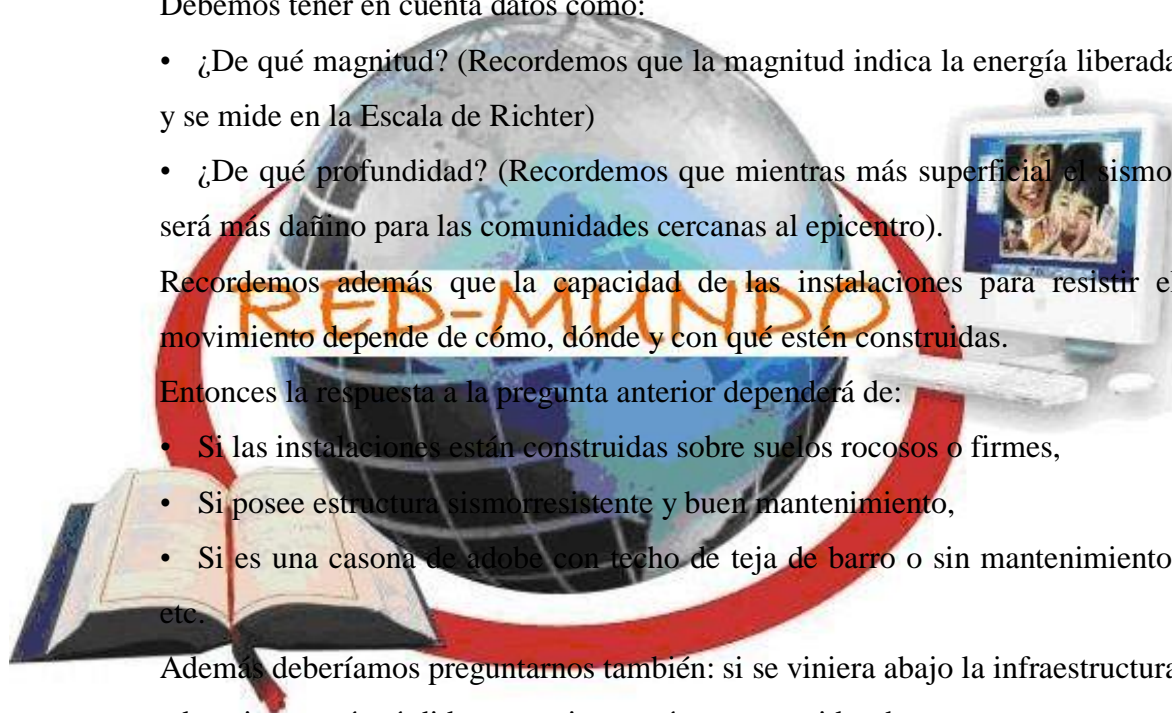 Debemos tener en cuenta datos como:
• ¿De qué magnitud? (Recordemos que la magnitud indica la energía liberada
y se mide en la Escala de Richter)
• ¿De qué profundidad? (Recordemos que mientras más superficial el sismo
será más dañino para las comunidades cercanas al epicentro).
Recordemos además que la capacidad de las instalaciones para resistir el
RED-MUNDO
movimiento depende de cómo, dónde y con qué estén construidas.
Entonces la respuesta a la pregunta anterior dependerá de:
• Si las instalaciones están construidas sobre suelos rocosos o firmes,
• Si posee estructura sismorresistente y buen mantenimiento,
• Si es una casona de adobe con techo de teja de barro o sin mantenimiento
etc.
Además deberíamos preguntarnos también: si se viniera abajo la infraestructura